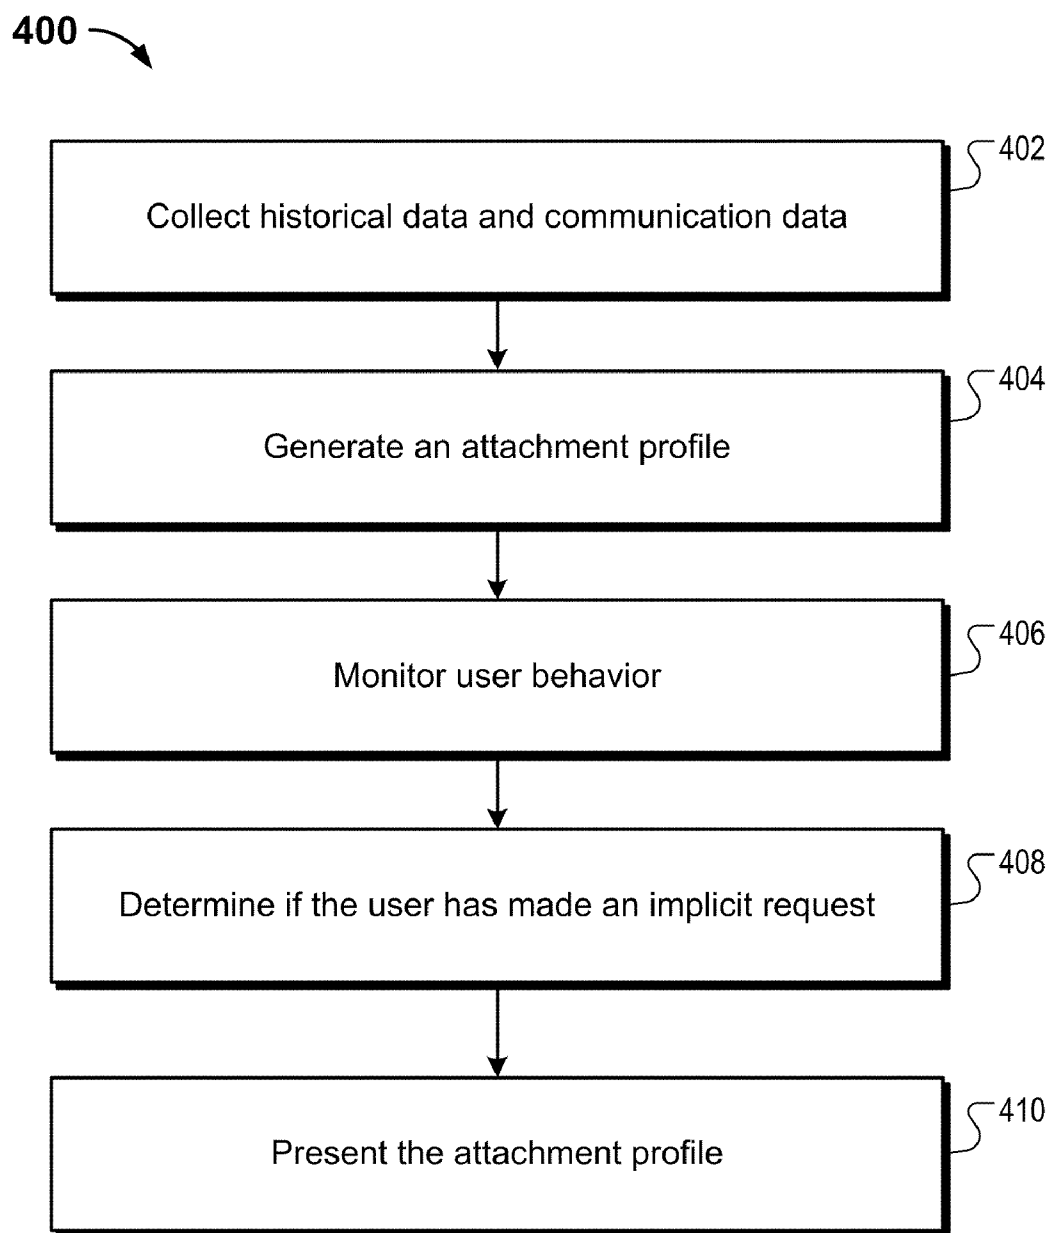 400
402
Collect historical data and communication data
404
Generate an attachment profile
406
Monitor user behavior
408
Determine if the user has made an implicit request
410
Present the attachment profile